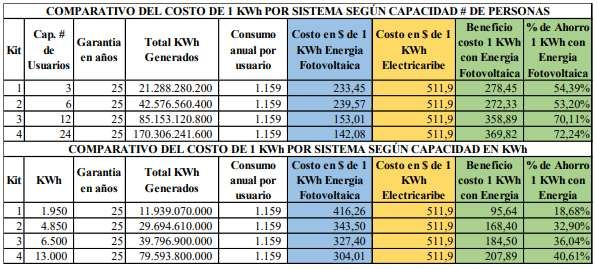 COMPARATIVO DEL COSTO DE 1 KWh POR SISTEMA SEGÚN CAPACIDAD # DE PERSONAS
Kit Cap. # de Usuarios Garantia en años Total KWh Generados Consumo anual por usuario Costo en $ de 1 KWh Energia Fotovoltaica Costo en $ de 1 KWh Electricaribe Beneficio costo 1 KWh con Energia Fotovoltaica % de Ahorro 1 KWh con Energia Fotovoltaica
1 3 25 21.288.280.200 1.159 233,45 511,9 278,45 54,39%
2 6 25 42.576.560.400 1.159 239,57 511,9 272,33 53,20%
3 12 25 85.153.120.800 1.159 153,01 511,9 358,89 70,11%
4 24 25 170.306.241.600 1.159 142,08 511,9 369,82 72,24%
COMPARATIVO DEL COSTO DE 1 KWh POR SISTEMA SEGÚN CAPACIDAD EN KWh
Kit KWh Garantia en años Total KWh Generados Consumo anual por usuario Costo en $ de 1 KWh Energia Fotovoltaica Costo en $ de 1 KWh Electricaribe Beneficio costo 1 KWh con Energia Fotovoltaica % de Ahorro 1 KWh con Energia
1 1.950 25 11.939.070.000 1.159 416,26 511,9 95,64 18,68%
2 4.850 25 29.694.610.000 1.159 343,50 511,9 168,40 32,90%
3 6.500 25 39.796.900.000 1.159 327,40 511,9 184,50 36,04%
4 13.000 25 79.593.800.000 1.159 304,01 511,9 207,89 40,61%